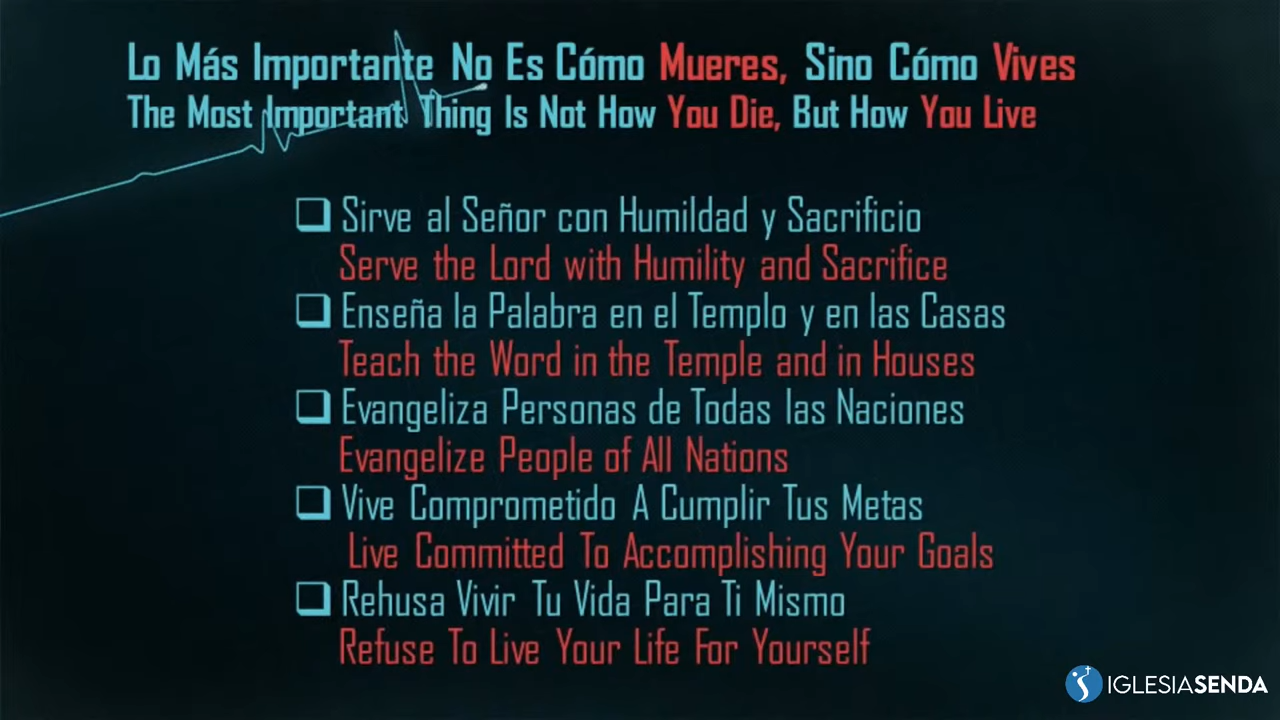 Lo Más Importante No Es Cómo Mueres, Sino Cómo Vives
The Most Important Thing Is Not How You Die, But How You Live
Sirve al Señor con Humildad y Sacrificio
Serve the Lord with Humility and Sacrifice
Enseña la Palabra en el Templo y en las Casas
Teach the Word in the Temple and in Houses
Evangeliza Personas de Todas las Naciones
Evangelize People of All Nations
Vive Comprometido A Cumplir Tus Metas
Live Committed To Accomplishing Your Goals
Rehusa Vivir Tu Vida Para Ti Mismo
Refuse To Live Your Life For Yourself
IGLESIASENDA